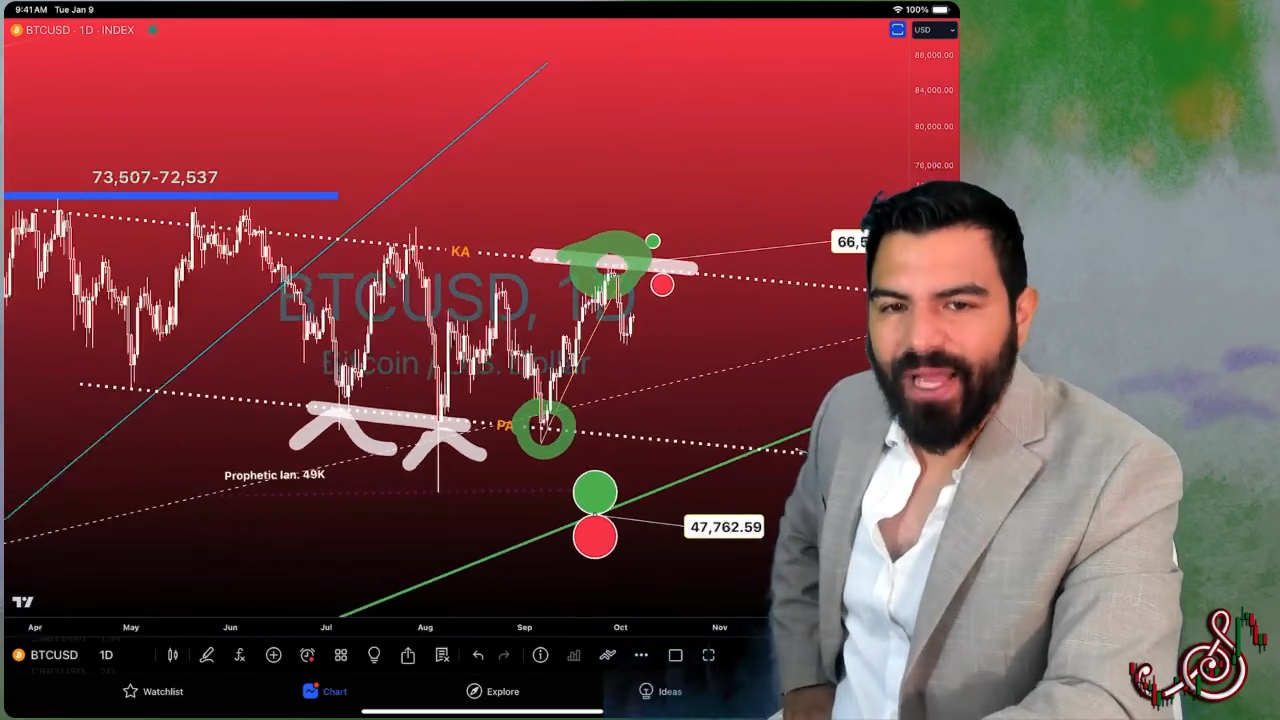 9:41 AM Tue Jan 9
100%
BTCUSD · 1D · INDEX
USD
88,000.00
84,000.00
80,000.00
76,000.00
73,507-72,537
KA
66,5
BTCUSD, 1D
Bitcoin / U.S. Dollar
PA
Prophetic Ian: 49K
47,762.59
Apr May Jun Jul Aug Sep Oct Nov
BTCUSD 1D
Watchlist Chart Explore Ideas